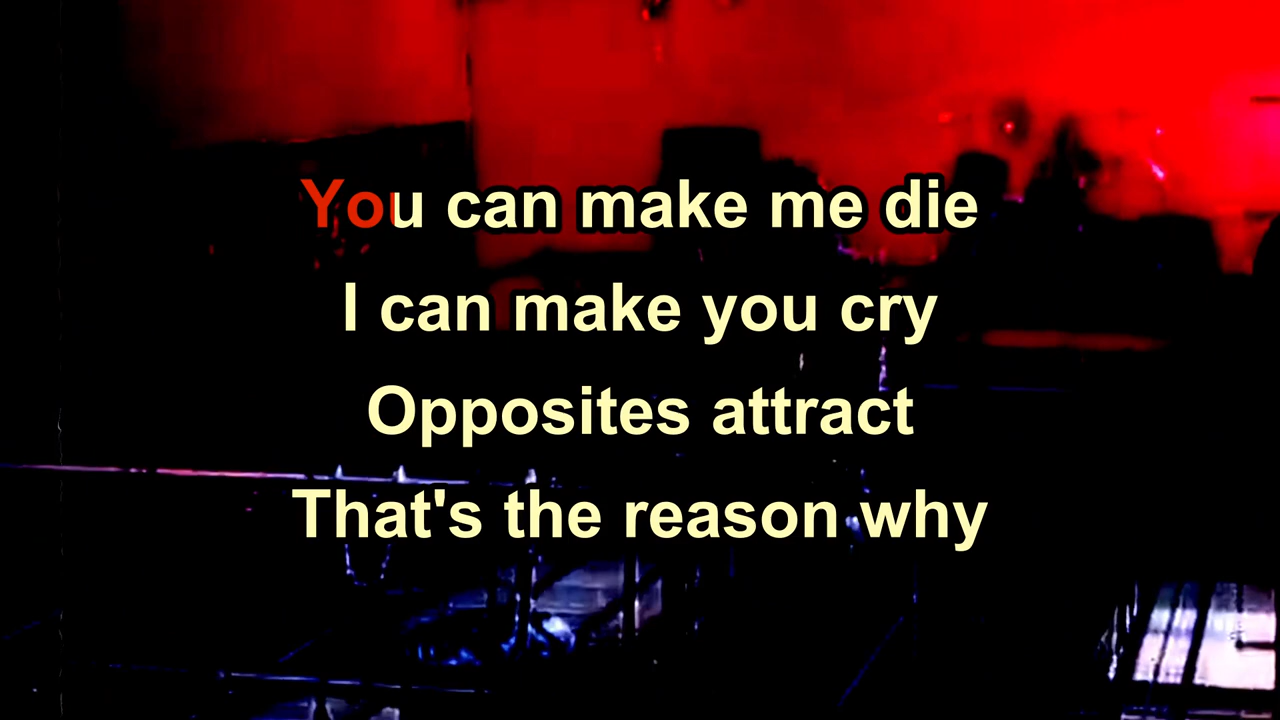 You can make me die
I can make you cry
Opposites attract
That's the reason why